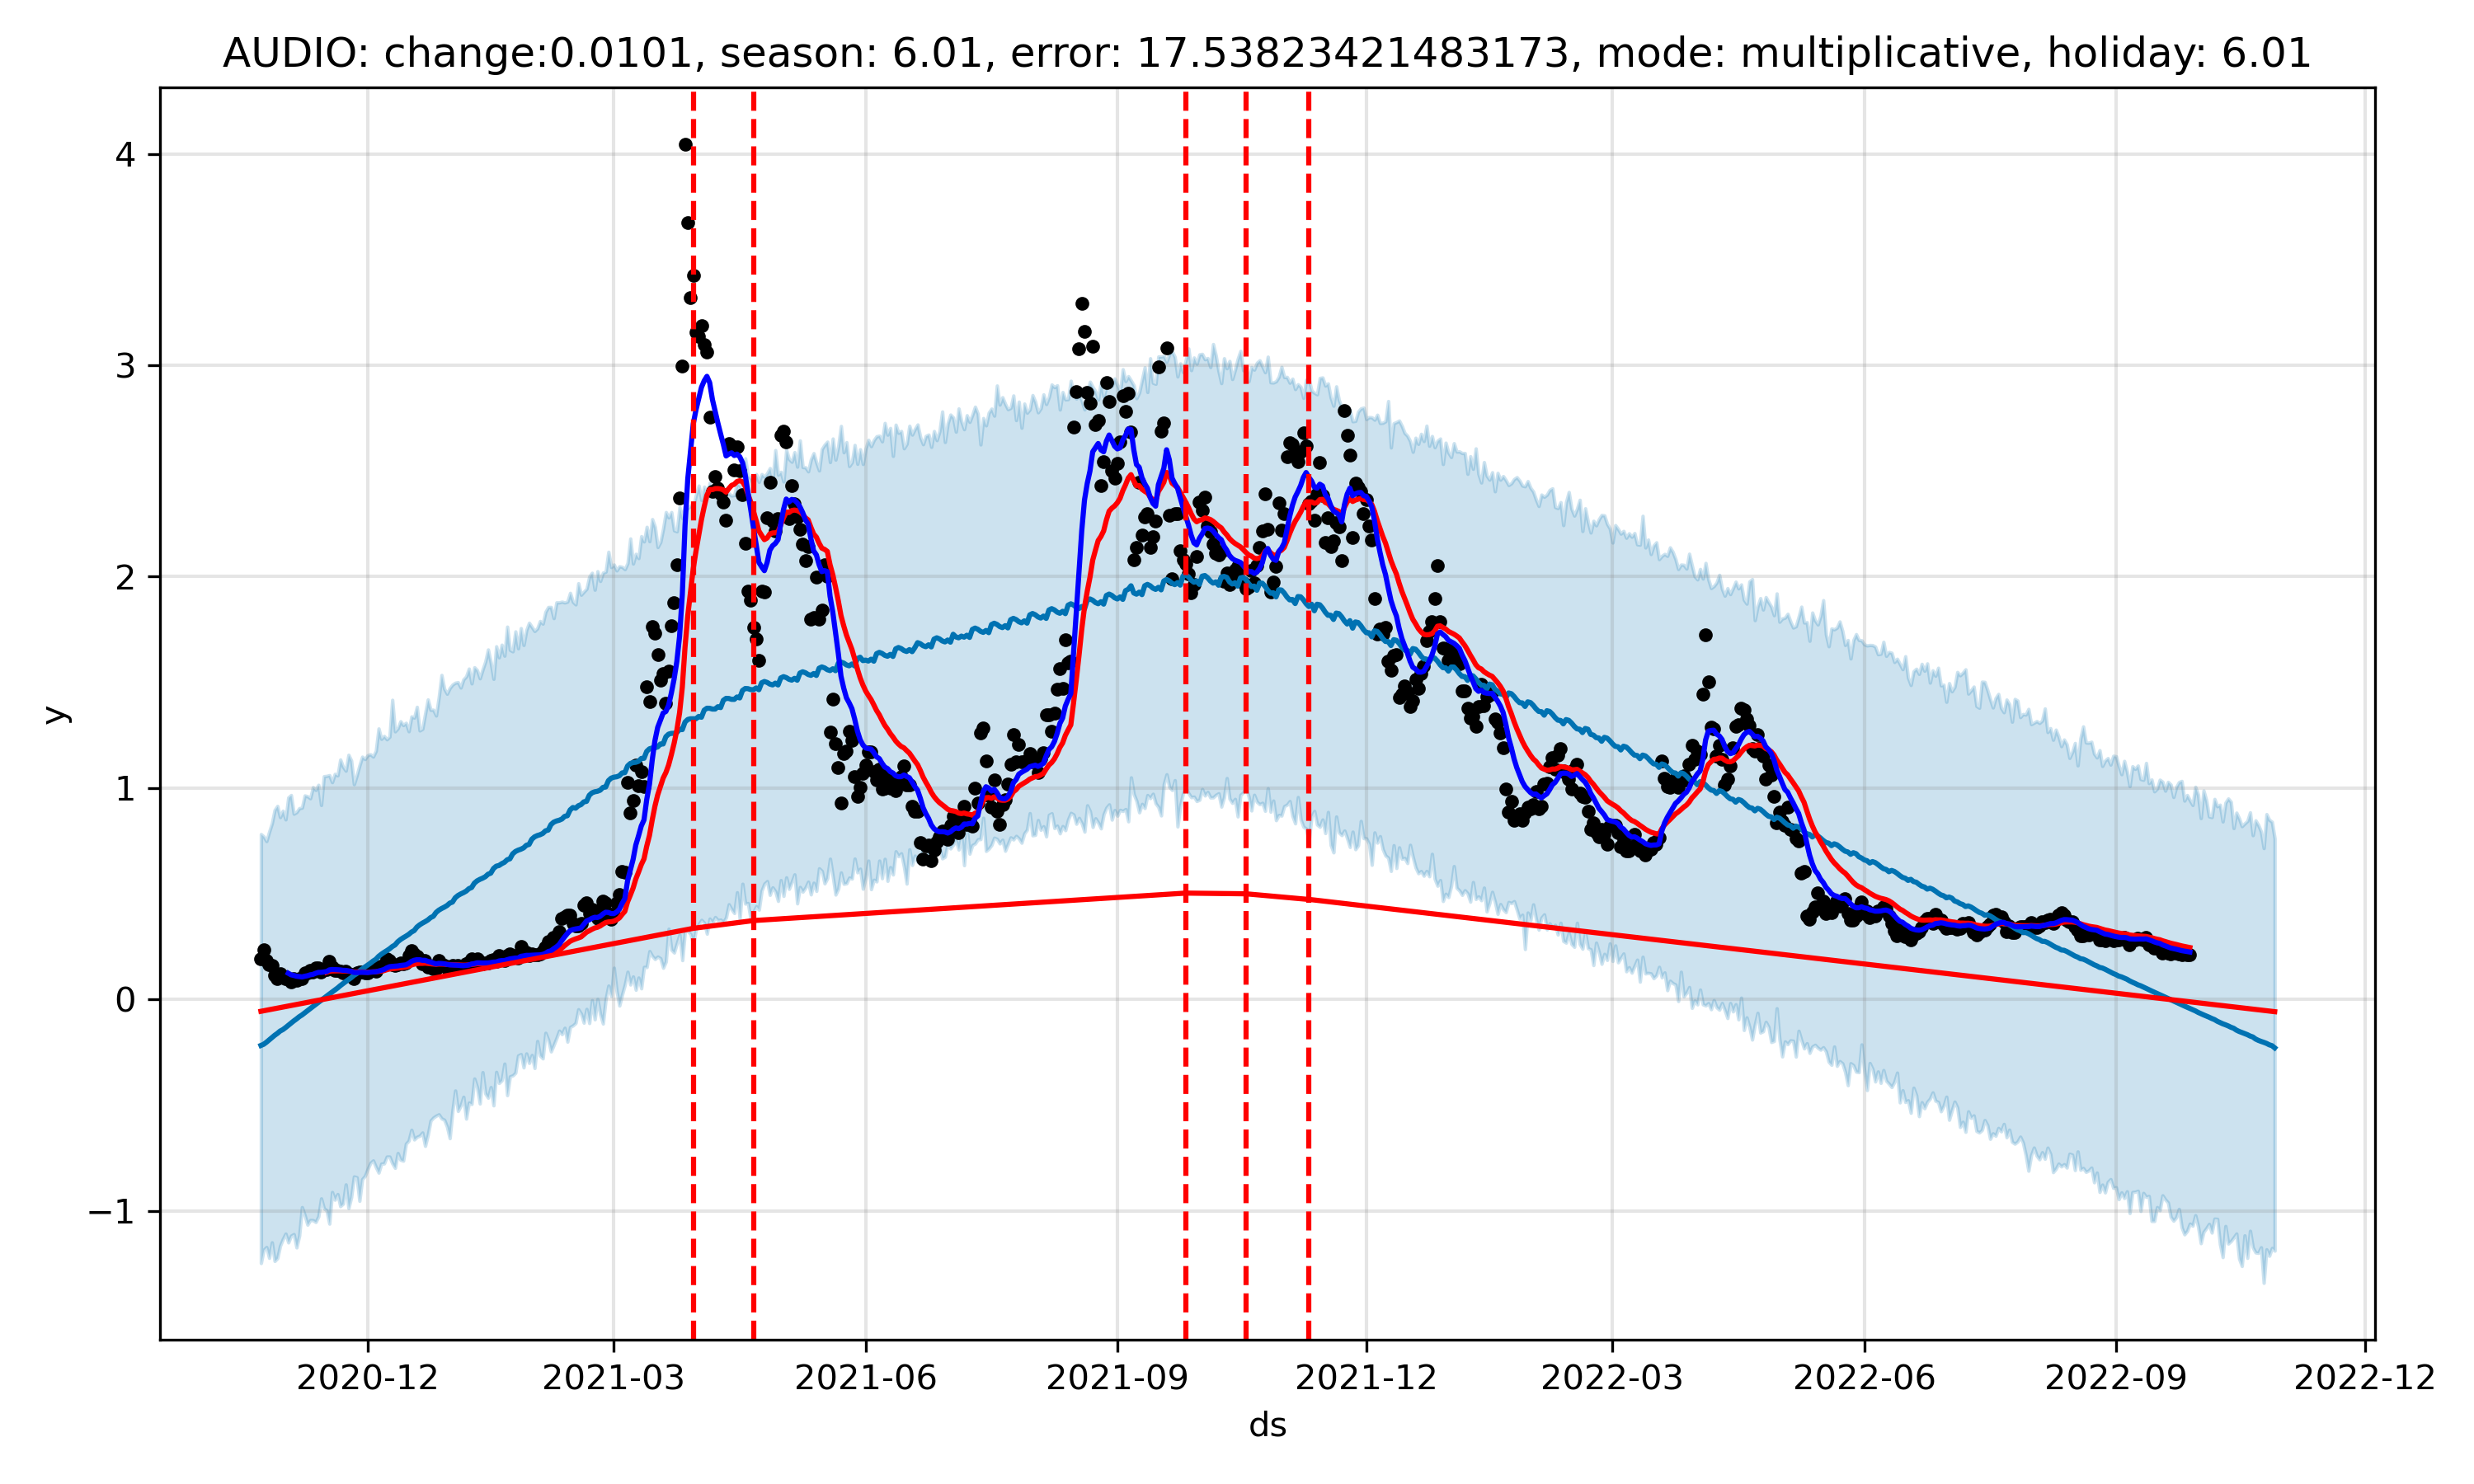 AUDIO: change:0.0101, season: 6.01, error: 17.53823421483173, mode: multiplicative, holiday: 6.01
4
3
2
1
0
−1
y
2020-12 2021-03 2021-06 2021-09 2021-12 2022-03 2022-06 2022-09 2022-12
ds